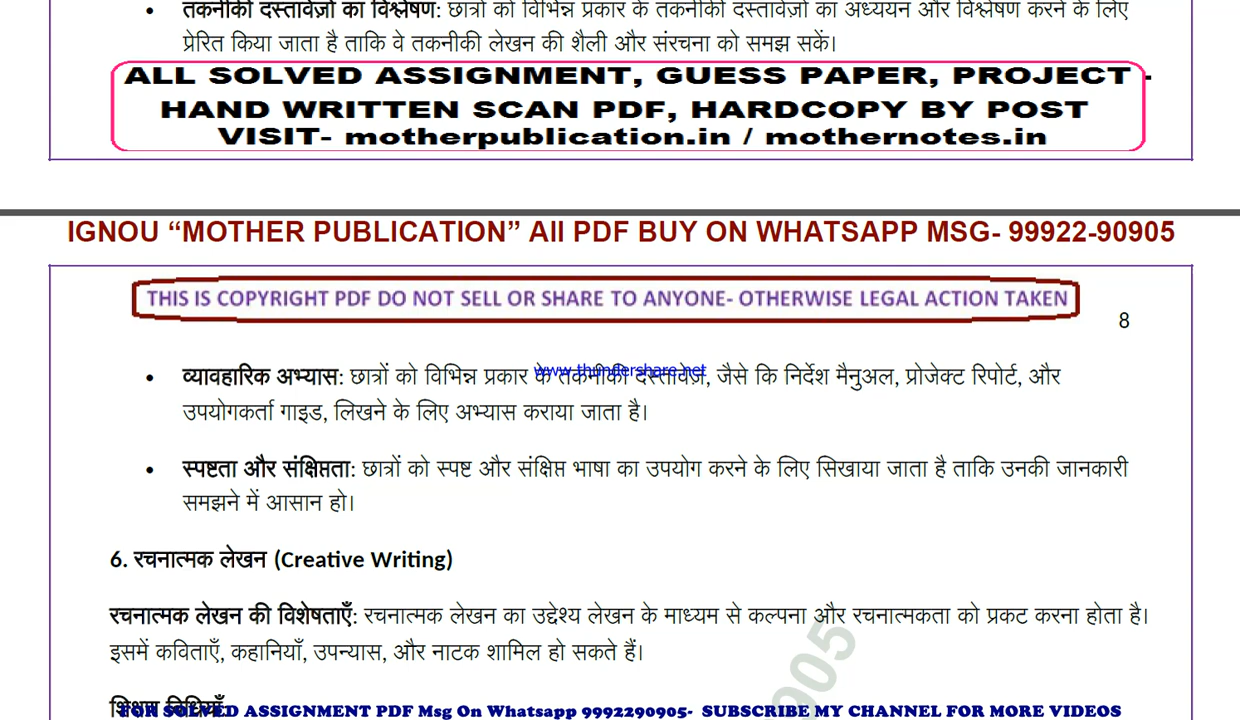 • तकनीकी दस्तावेज़ों का विश्लेषण: छात्रों को विभिन्न प्रकार के तकनीकी दस्तावेज़ों का अध्ययन और विश्लेषण करने के लिए
प्रेरित किया जाता है ताकि वे तकनीकी लेखन की शैली और संरचना को समझ सकें।
ALL SOLVED ASSIGNMENT, GUESS PAPER, PROJECT -
HAND WRITTEN SCAN PDF, HARDCOPY BY POST
VISIT- motherpublication.in / mothernotes.in
IGNOU “MOTHER PUBLICATION” All PDF BUY ON WHATSAPP MSG- 99922-90905
THIS IS COPYRIGHT PDF DO NOT SELL OR SHARE TO ANYONE- OTHERWISE LEGAL ACTION TAKEN
8
www.thundershare.net
• व्यावहारिक अभ्यास: छात्रों को विभिन्न प्रकार के तकनीकी दस्तावेज़, जैसे कि निर्देश मैनुअल, प्रोजेक्ट रिपोर्ट, और
उपयोगकर्ता गाइड, लिखने के लिए अभ्यास कराया जाता है।
• स्पष्टता और संक्षिप्तता: छात्रों को स्पष्ट और संक्षिप्त भाषा का उपयोग करने के लिए सिखाया जाता है ताकि उनकी जानकारी
समझने में आसान हो।
6. रचनात्मक लेखन (Creative Writing)
रचनात्मक लेखन की विशेषताएँ: रचनात्मक लेखन का उद्देश्य लेखन के माध्यम से कल्पना और रचनात्मकता को प्रकट करना होता है।
इसमें कविताएँ, कहानियाँ, उपन्यास, और नाटक शामिल हो सकते हैं।
905
शिक्षण विधियाँ:
FOR SOLVED ASSIGNMENT PDF Msg On Whatsapp 9992290905- SUBSCRIBE MY CHANNEL FOR MORE VIDEOS